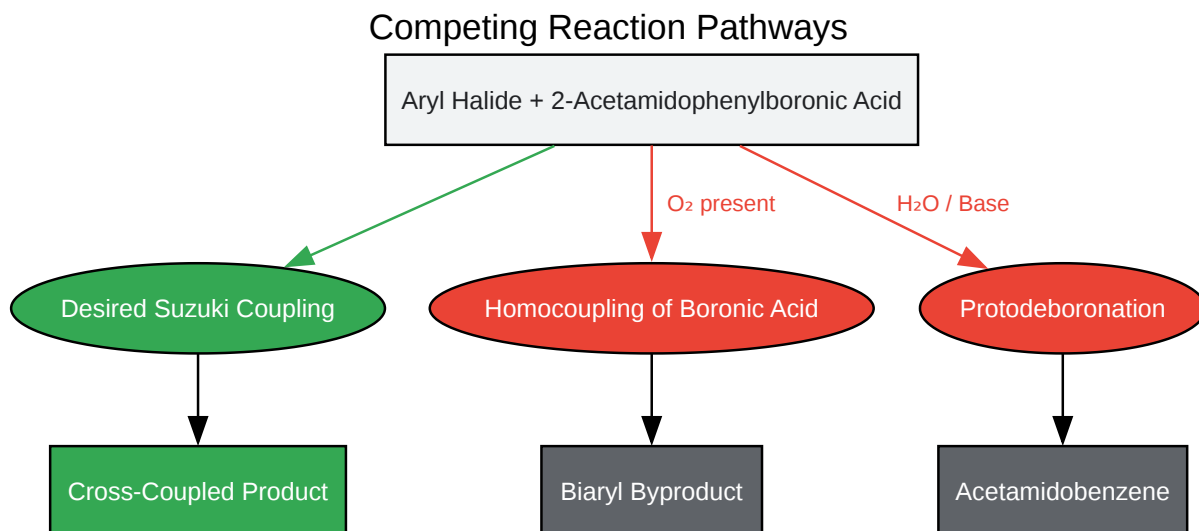 Competing Reaction Pathways
Aryl Halide + 2-Acetamidophenylboronic Acid
O₂ present
H₂O / Base
Desired Suzuki Coupling
Homocoupling of Boronic Acid
Protodeboronation
Cross-Coupled Product
Biaryl Byproduct
Acetamidobenzene